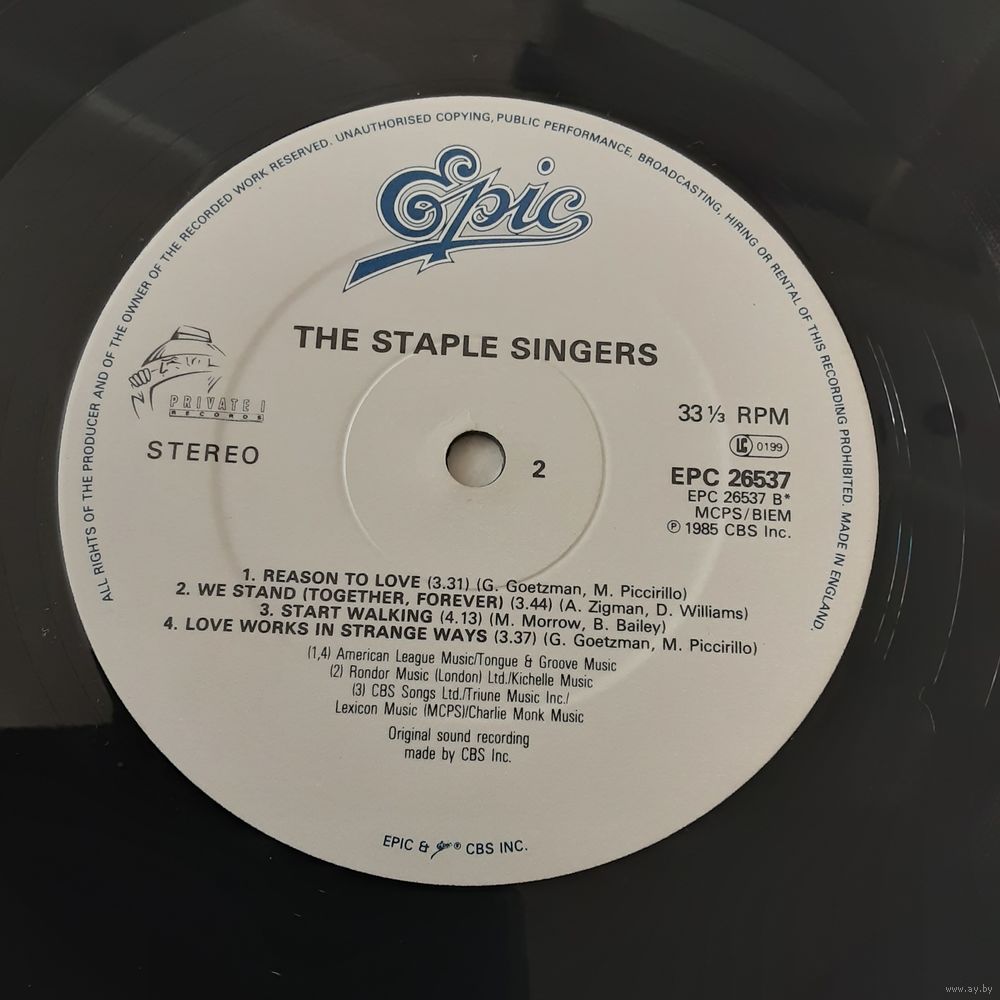 ALL RIGHTS OF THE PRODUCER AND OF THE OWNER OF THE RECORDED WORK RESERVED. UNAUTHORISED COPYING, PUBLIC PERFORMANCE, BROADCASTING, HIRING OR RENTAL OF THIS RECORDING PROHIBITED. MADE IN ENGLAND.
Epic
THE STAPLE SINGERS
PRIVATE I
RECORDS
STEREO
2
33 1/3 RPM
LC 0199
EPC 26537
EPC 26537 B*
MCPS/BIEM
℗ 1985 CBS Inc.
1. REASON TO LOVE (3.31) (G. Goetzman, M. Piccirillo)
2. WE STAND (TOGETHER, FOREVER) (3.44) (A. Zigman, D. Williams)
3. START WALKING (4.13) (M. Morrow, B. Bailey)
4. LOVE WORKS IN STRANGE WAYS (3.37) (G. Goetzman, M. Piccirillo)
(1,4) American League Music/Tongue & Groove Music
(2) Rondor Music (London) Ltd./Kichelle Music
(3) CBS Songs Ltd./Triune Music Inc./
Lexicon Music (MCPS)/Charlie Monk Music
Original sound recording
made by CBS Inc.
EPIC & Epic ® CBS INC.
www.ay.by